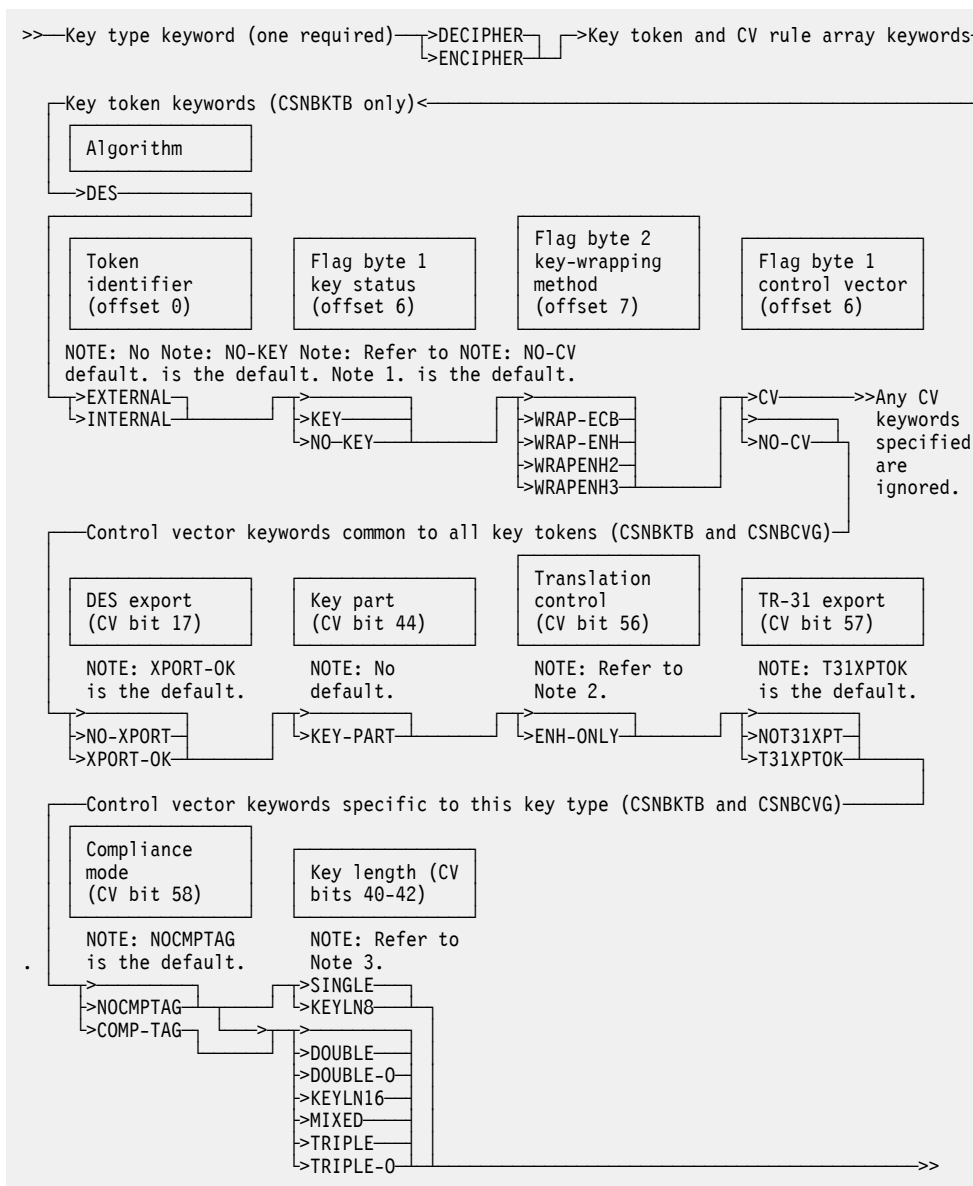 >>──Key type keyword (one required)──┬>DECIPHER─┐ ┌─>Key token and CV rule array keywords─
└>ENCIPHER─┴─┘
┌─Key token keywords (CSNBKTB only)<─
Algorithm
└──>DES─
Flag byte 2
Token Flag byte 1 key-wrapping Flag byte 1
identifier key status method control vector
(offset 0) (offset 6) (offset 7) (offset 6)
NOTE: No Note: NO-KEY Note: Refer to NOTE: NO-CV
default. is the default. Note 1. is the default.
>EXTERNAL > > >CV >>Any CV
>INTERNAL >KEY >WRAP-ECB > keywords
>NO-KEY >WRAP-ENH >NO-CV specified
>WRAPENH2 are
>WRAPENH3 ignored.
Control vector keywords common to all key tokens (CSNBKTB and CSNBCVG)
Translation
DES export Key part control TR-31 export
(CV bit 17) (CV bit 44) (CV bit 56) (CV bit 57)
NOTE: XPORT-OK NOTE: No NOTE: Refer to NOTE: T31XPTOK
is the default. default. Note 2. is the default.
> > > >
>NO-XPORT >KEY-PART >ENH-ONLY >NOT31XPT
>XPORT-OK >T31XPTOK
Control vector keywords specific to this key type (CSNBKTB and CSNBCVG)
Compliance
mode Key length (CV
(CV bit 58) bits 40-42)
NOTE: NOCMPTAG NOTE: Refer to
. is the default. Note 3.
> >SINGLE
>NOCMPTAG >KEYLN8
>COMP-TAG > >
>DOUBLE
>DOUBLE-O
>KEYLN16
>MIXED
>TRIPLE
>TRIPLE-O >>